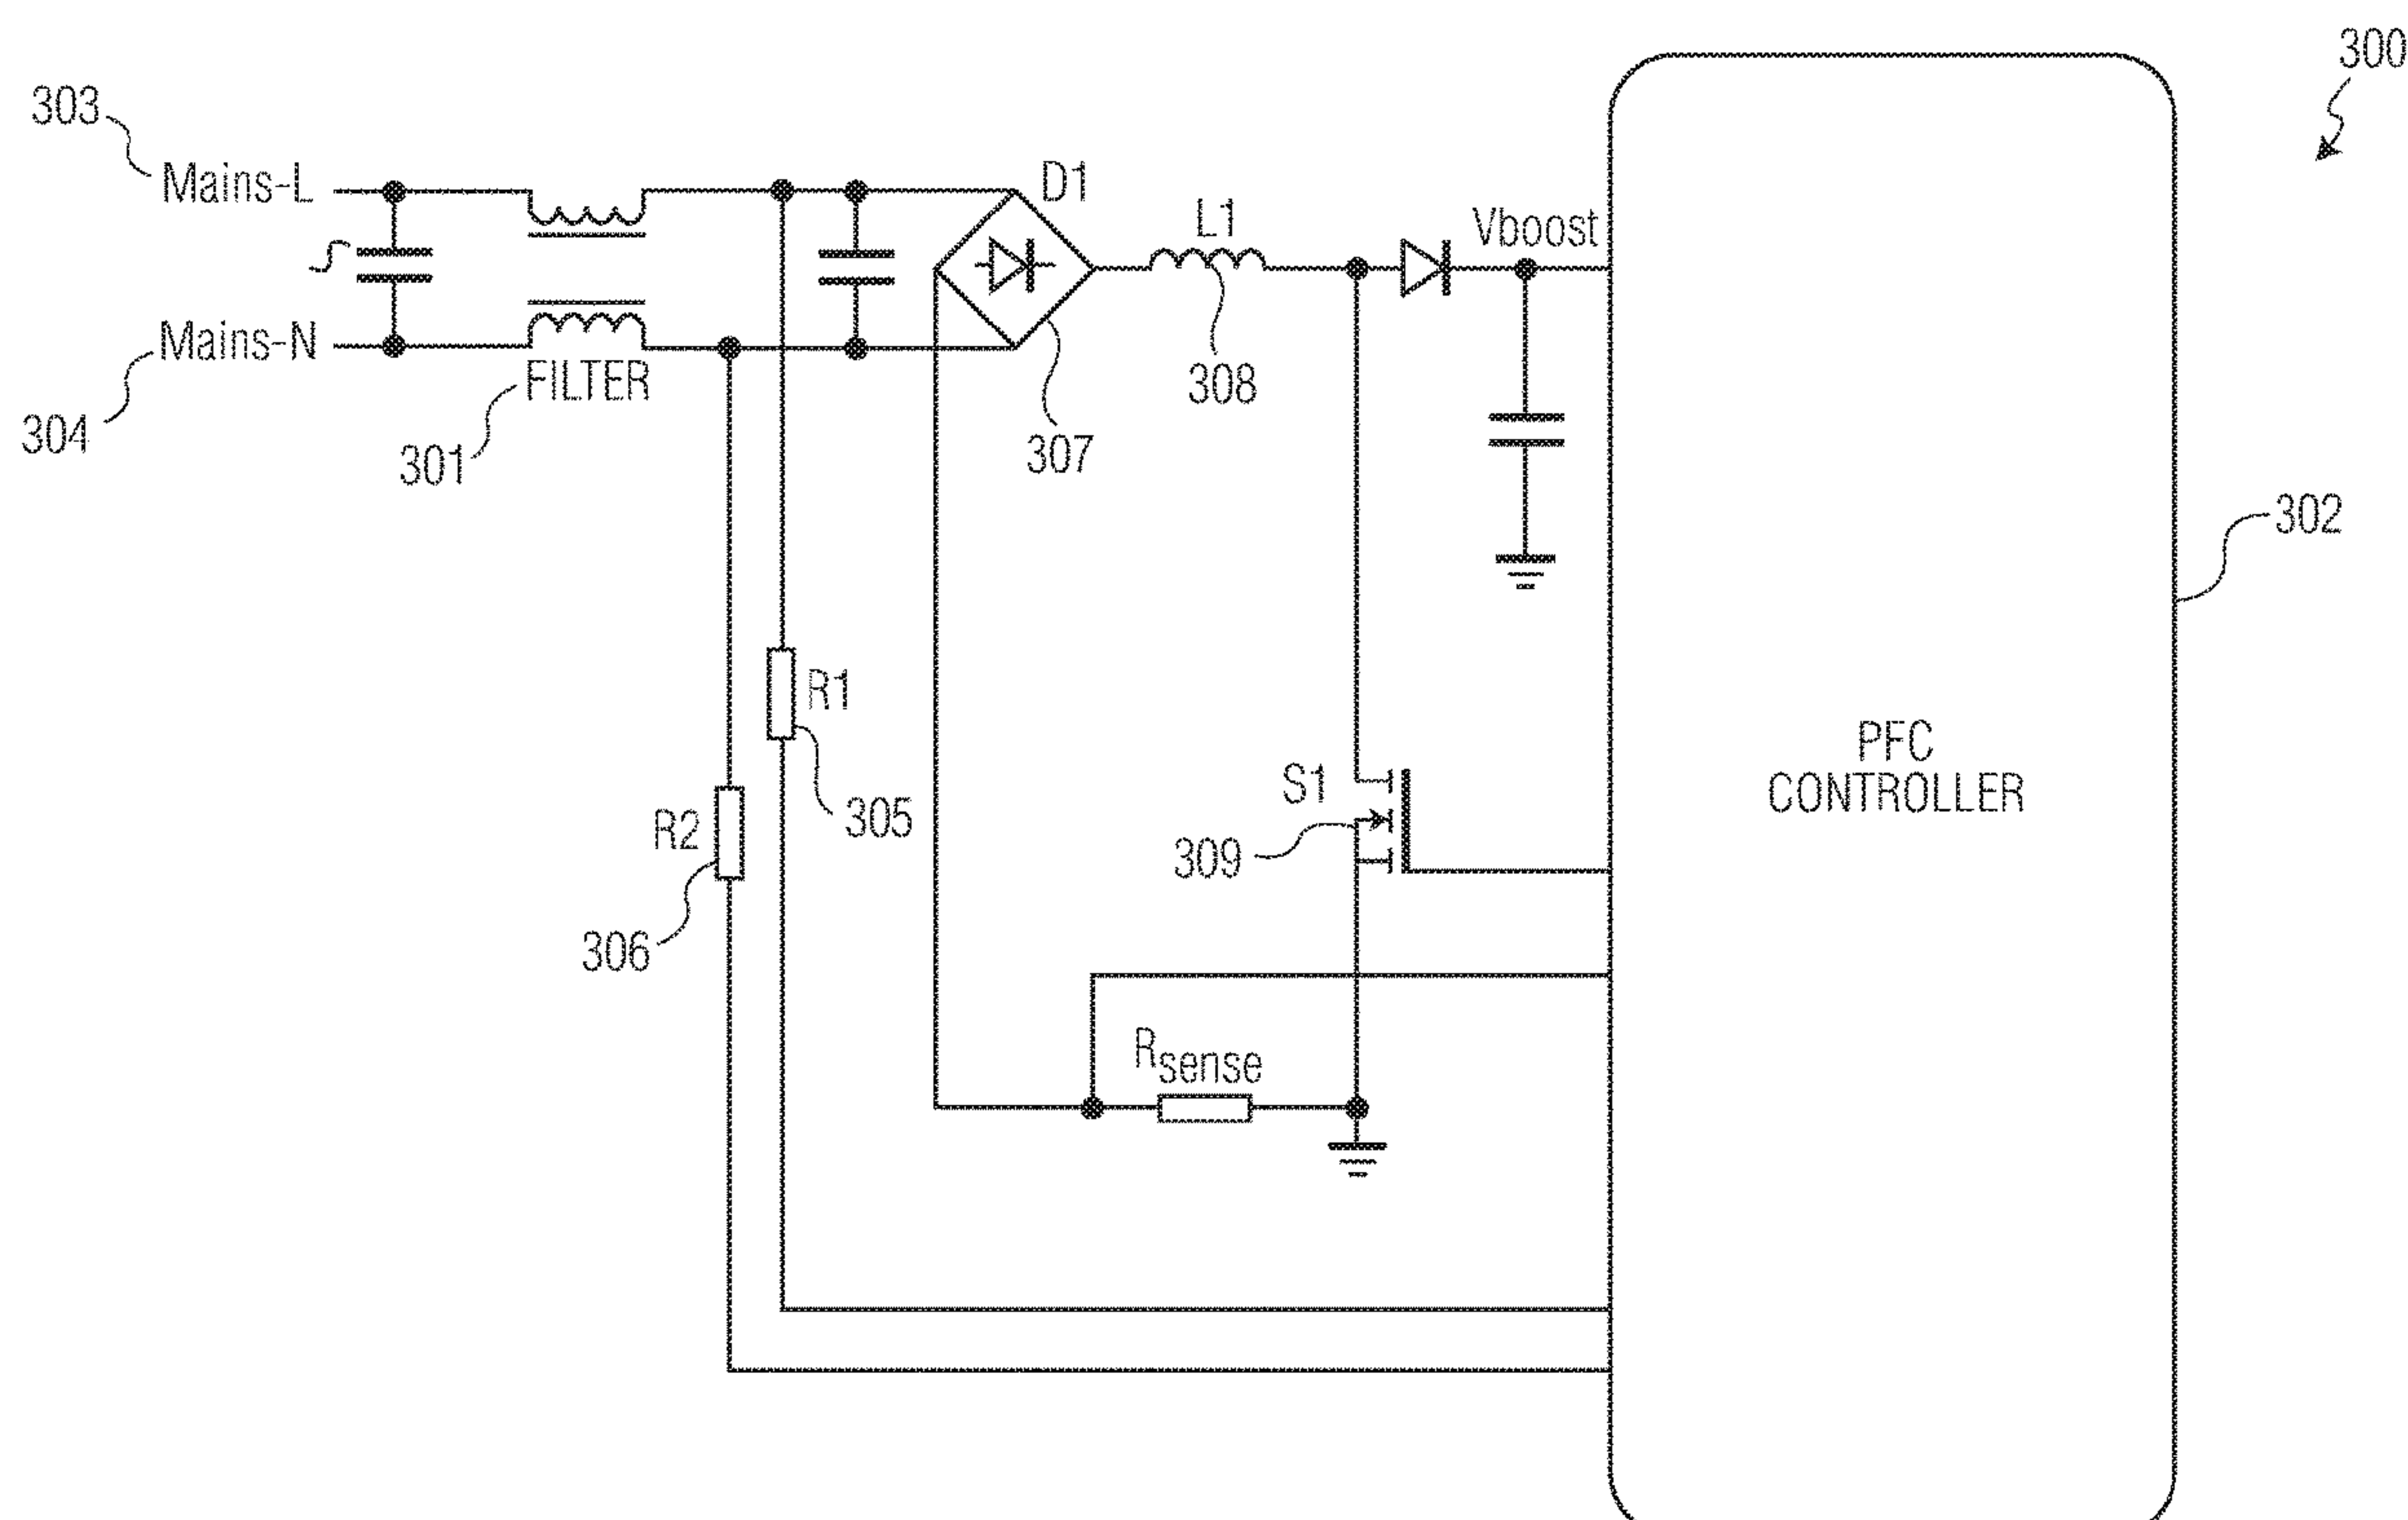 300
303
Mains-L
D1
L1
Vboost
Mains-N
304
FILTER
301
308
307
302
R1
305
R2
306
S1
309
PFC
CONTROLLER
Rsense